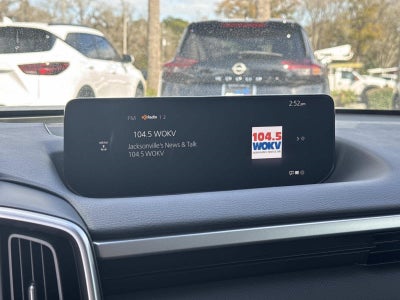 2:52
FM HD Radio 1 2
104.5 WOKV
Jacksonville's News & Talk
104.5 WOKV
104.5
WOKV